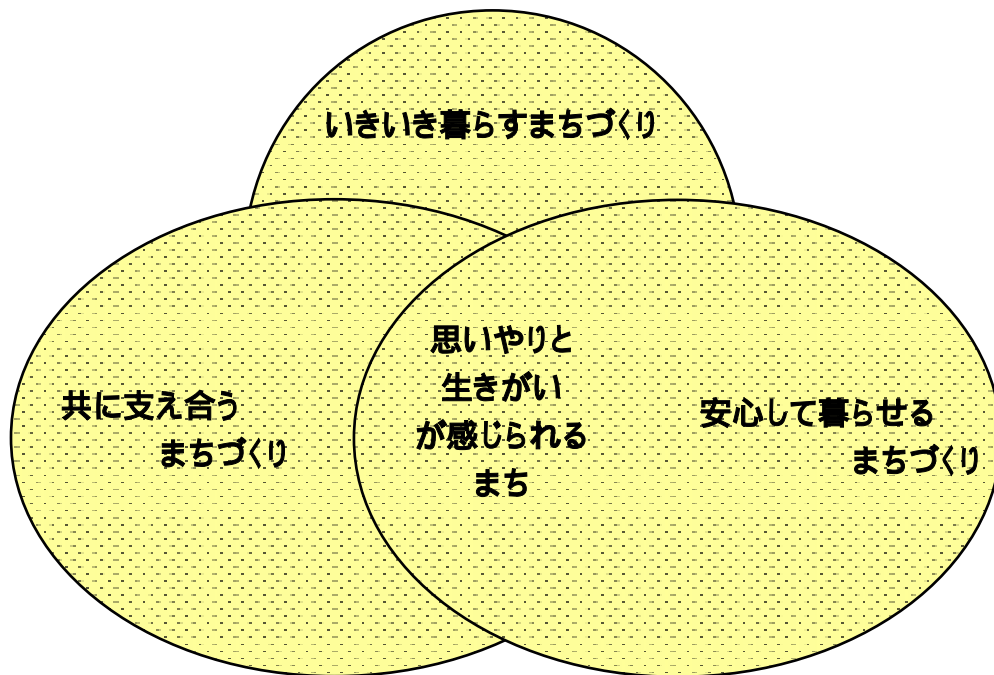 いきいき暮らすまちづくり
共に支え合う
まちづくり
思いやりと
生きがい
が感じられる
まち
安心して暮らせる
まちづくり